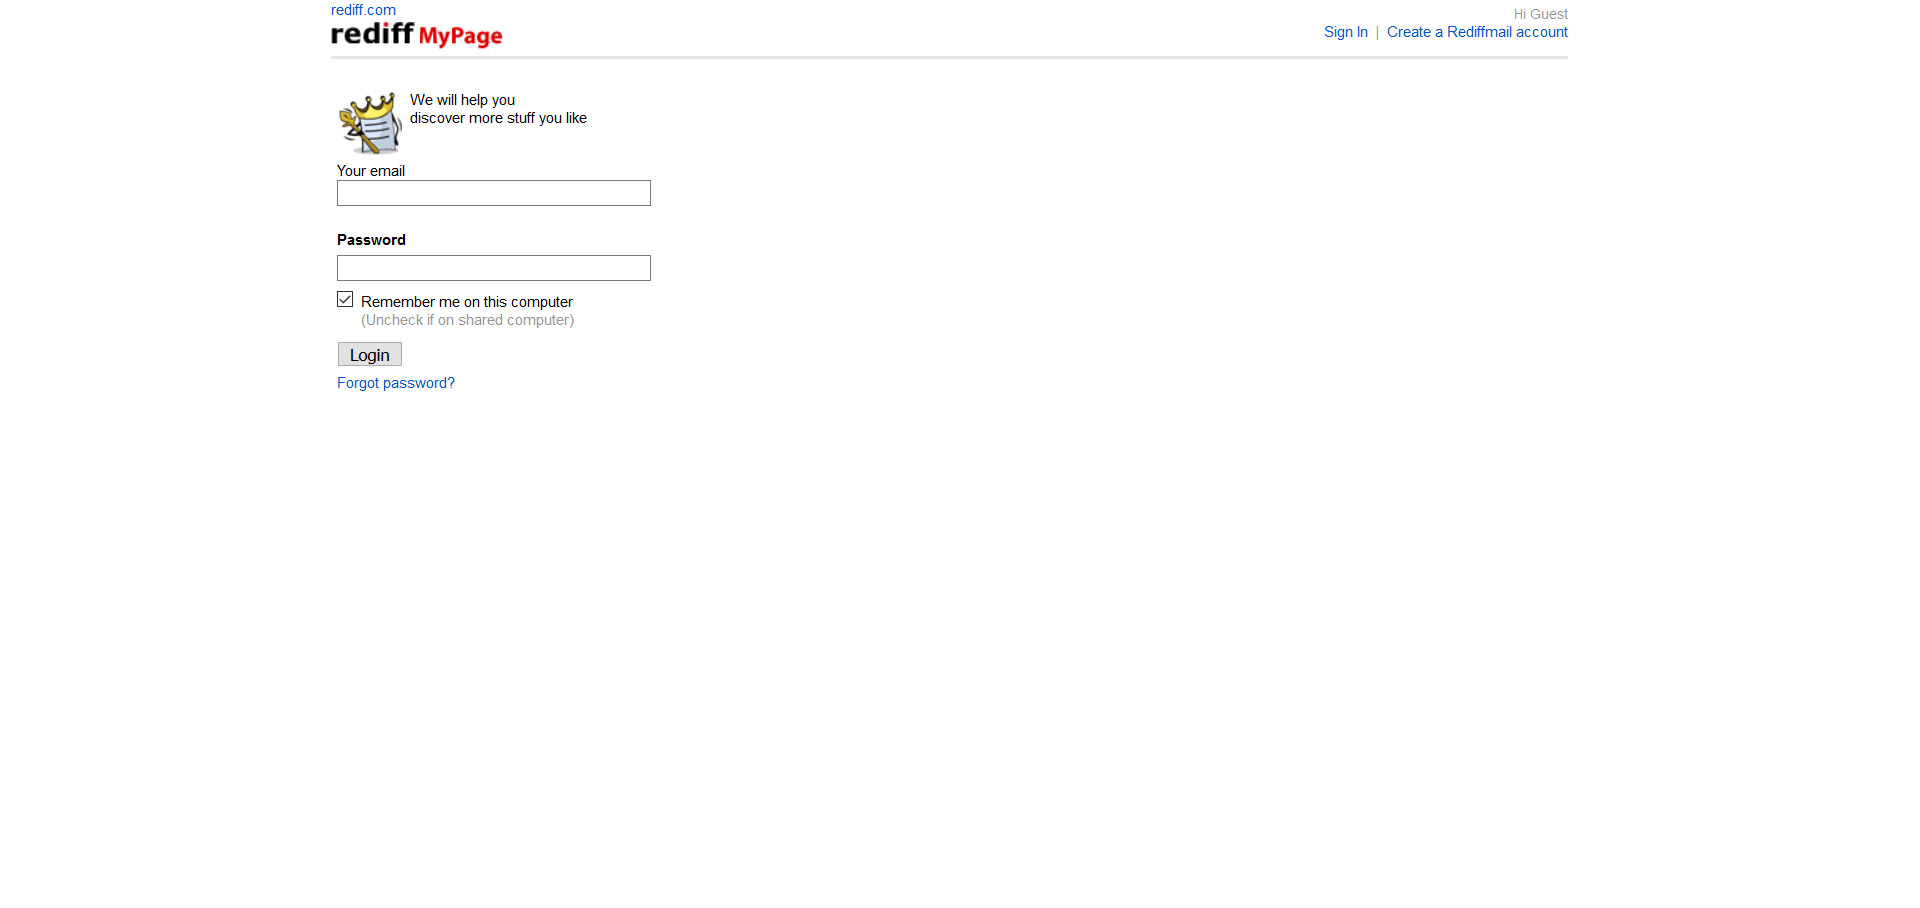 rediff.com
rediff MyPage
Hi Guest
Sign In | Create a Rediffmail account
We will help you
discover more stuff you like
Your email
Password
Remember me on this computer
(Uncheck if on shared computer)
Login
Forgot password?